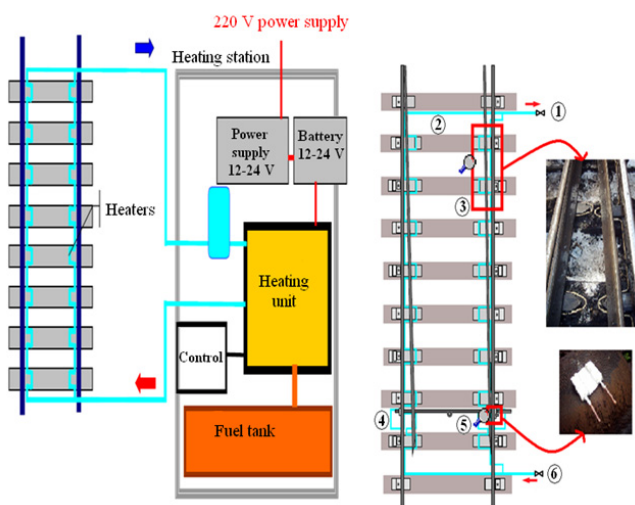 220 V power supply
Heating station
Power
supply
12-24 V
Battery
12-24 V
Heaters
Heating
unit
Control
Fuel tank
①
②
③
④
⑤
⑥